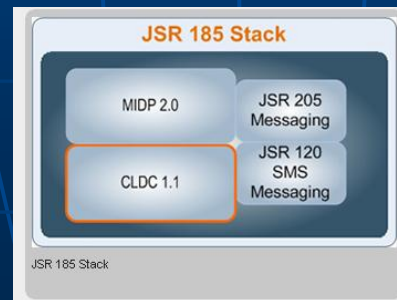 JSR 185 Stack
MIDP 2.0
JSR 205
Messaging
CLDC 1.1
JSR 120
SMS
Messaging
JSR 185 Stack